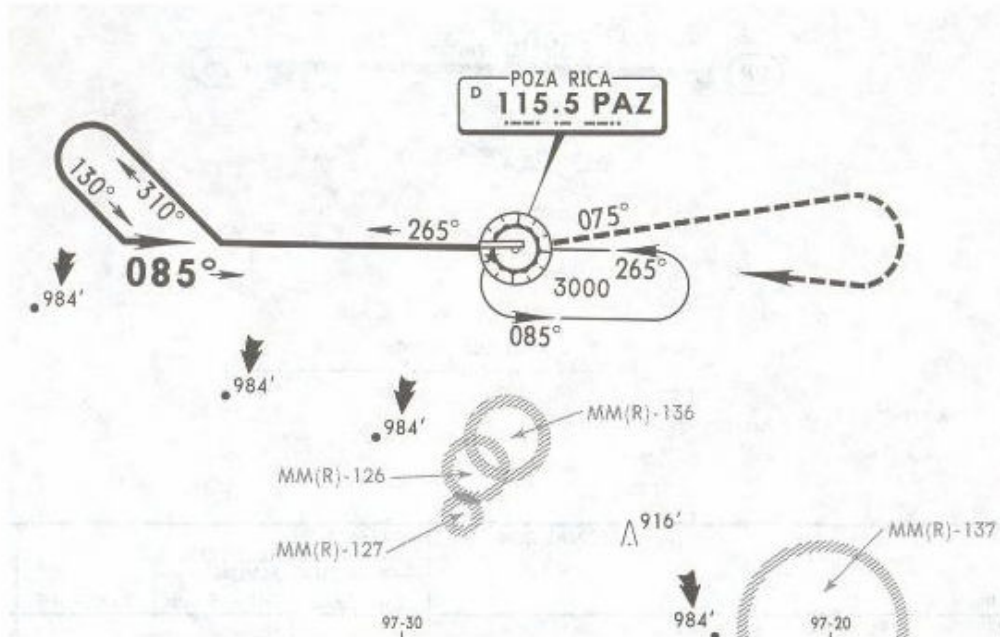 POZA RICA
D 115.5 PAZ
130°
310°
265°
075°
265°
3000
085°
085°
984'
984'
984'
MM(R)-136
MM(R)-126
MM(R)-127
916'
MM(R)-137
984'
97-30
97-20